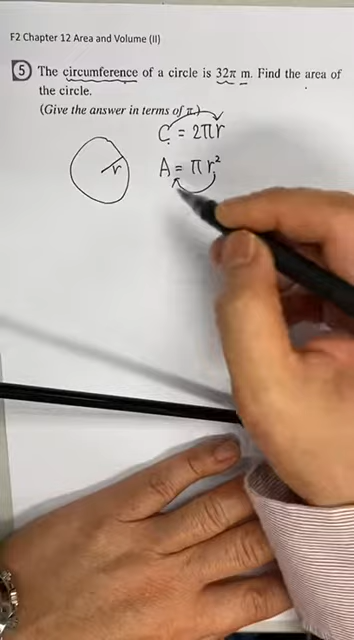 F2 Chapter 12 Area and Volume (II)
5 The circumference of a circle is 32π m. Find the area of
the circle.
(Give the answer in terms of π.)
C = 2πr
A = πr²
r